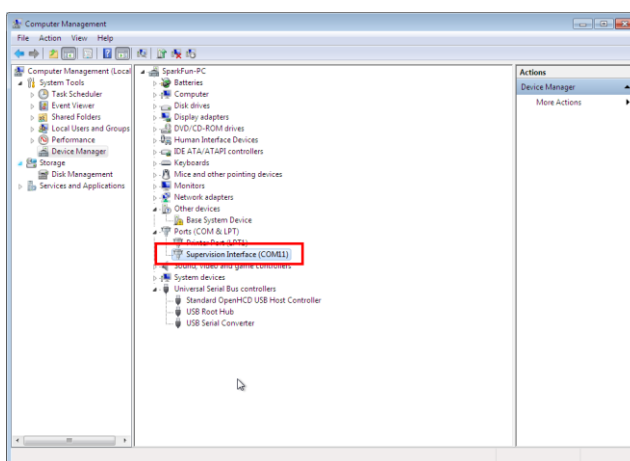 Computer Management
File Action View Help
Computer Management (Local
System Tools
Task Scheduler
Event Viewer
Shared Folders
Local Users and Groups
Performance
Device Manager
Storage
Disk Management
Services and Applications
SparkFun-PC
Batteries
Computer
Disk drives
Display adapters
DVD/CD-ROM drives
Human Interface Devices
IDE ATA/ATAPI controllers
Keyboards
Mice and other pointing devices
Monitors
Network adapters
Other devices
Base System Device
Ports (COM & LPT)
Printer Port (LPT1)
Supervision Interface (COM11)
Sound, video and game controllers
System devices
Universal Serial Bus controllers
Standard OpenHCD USB Host Controller
USB Root Hub
USB Serial Converter
Actions
Device Manager
More Actions